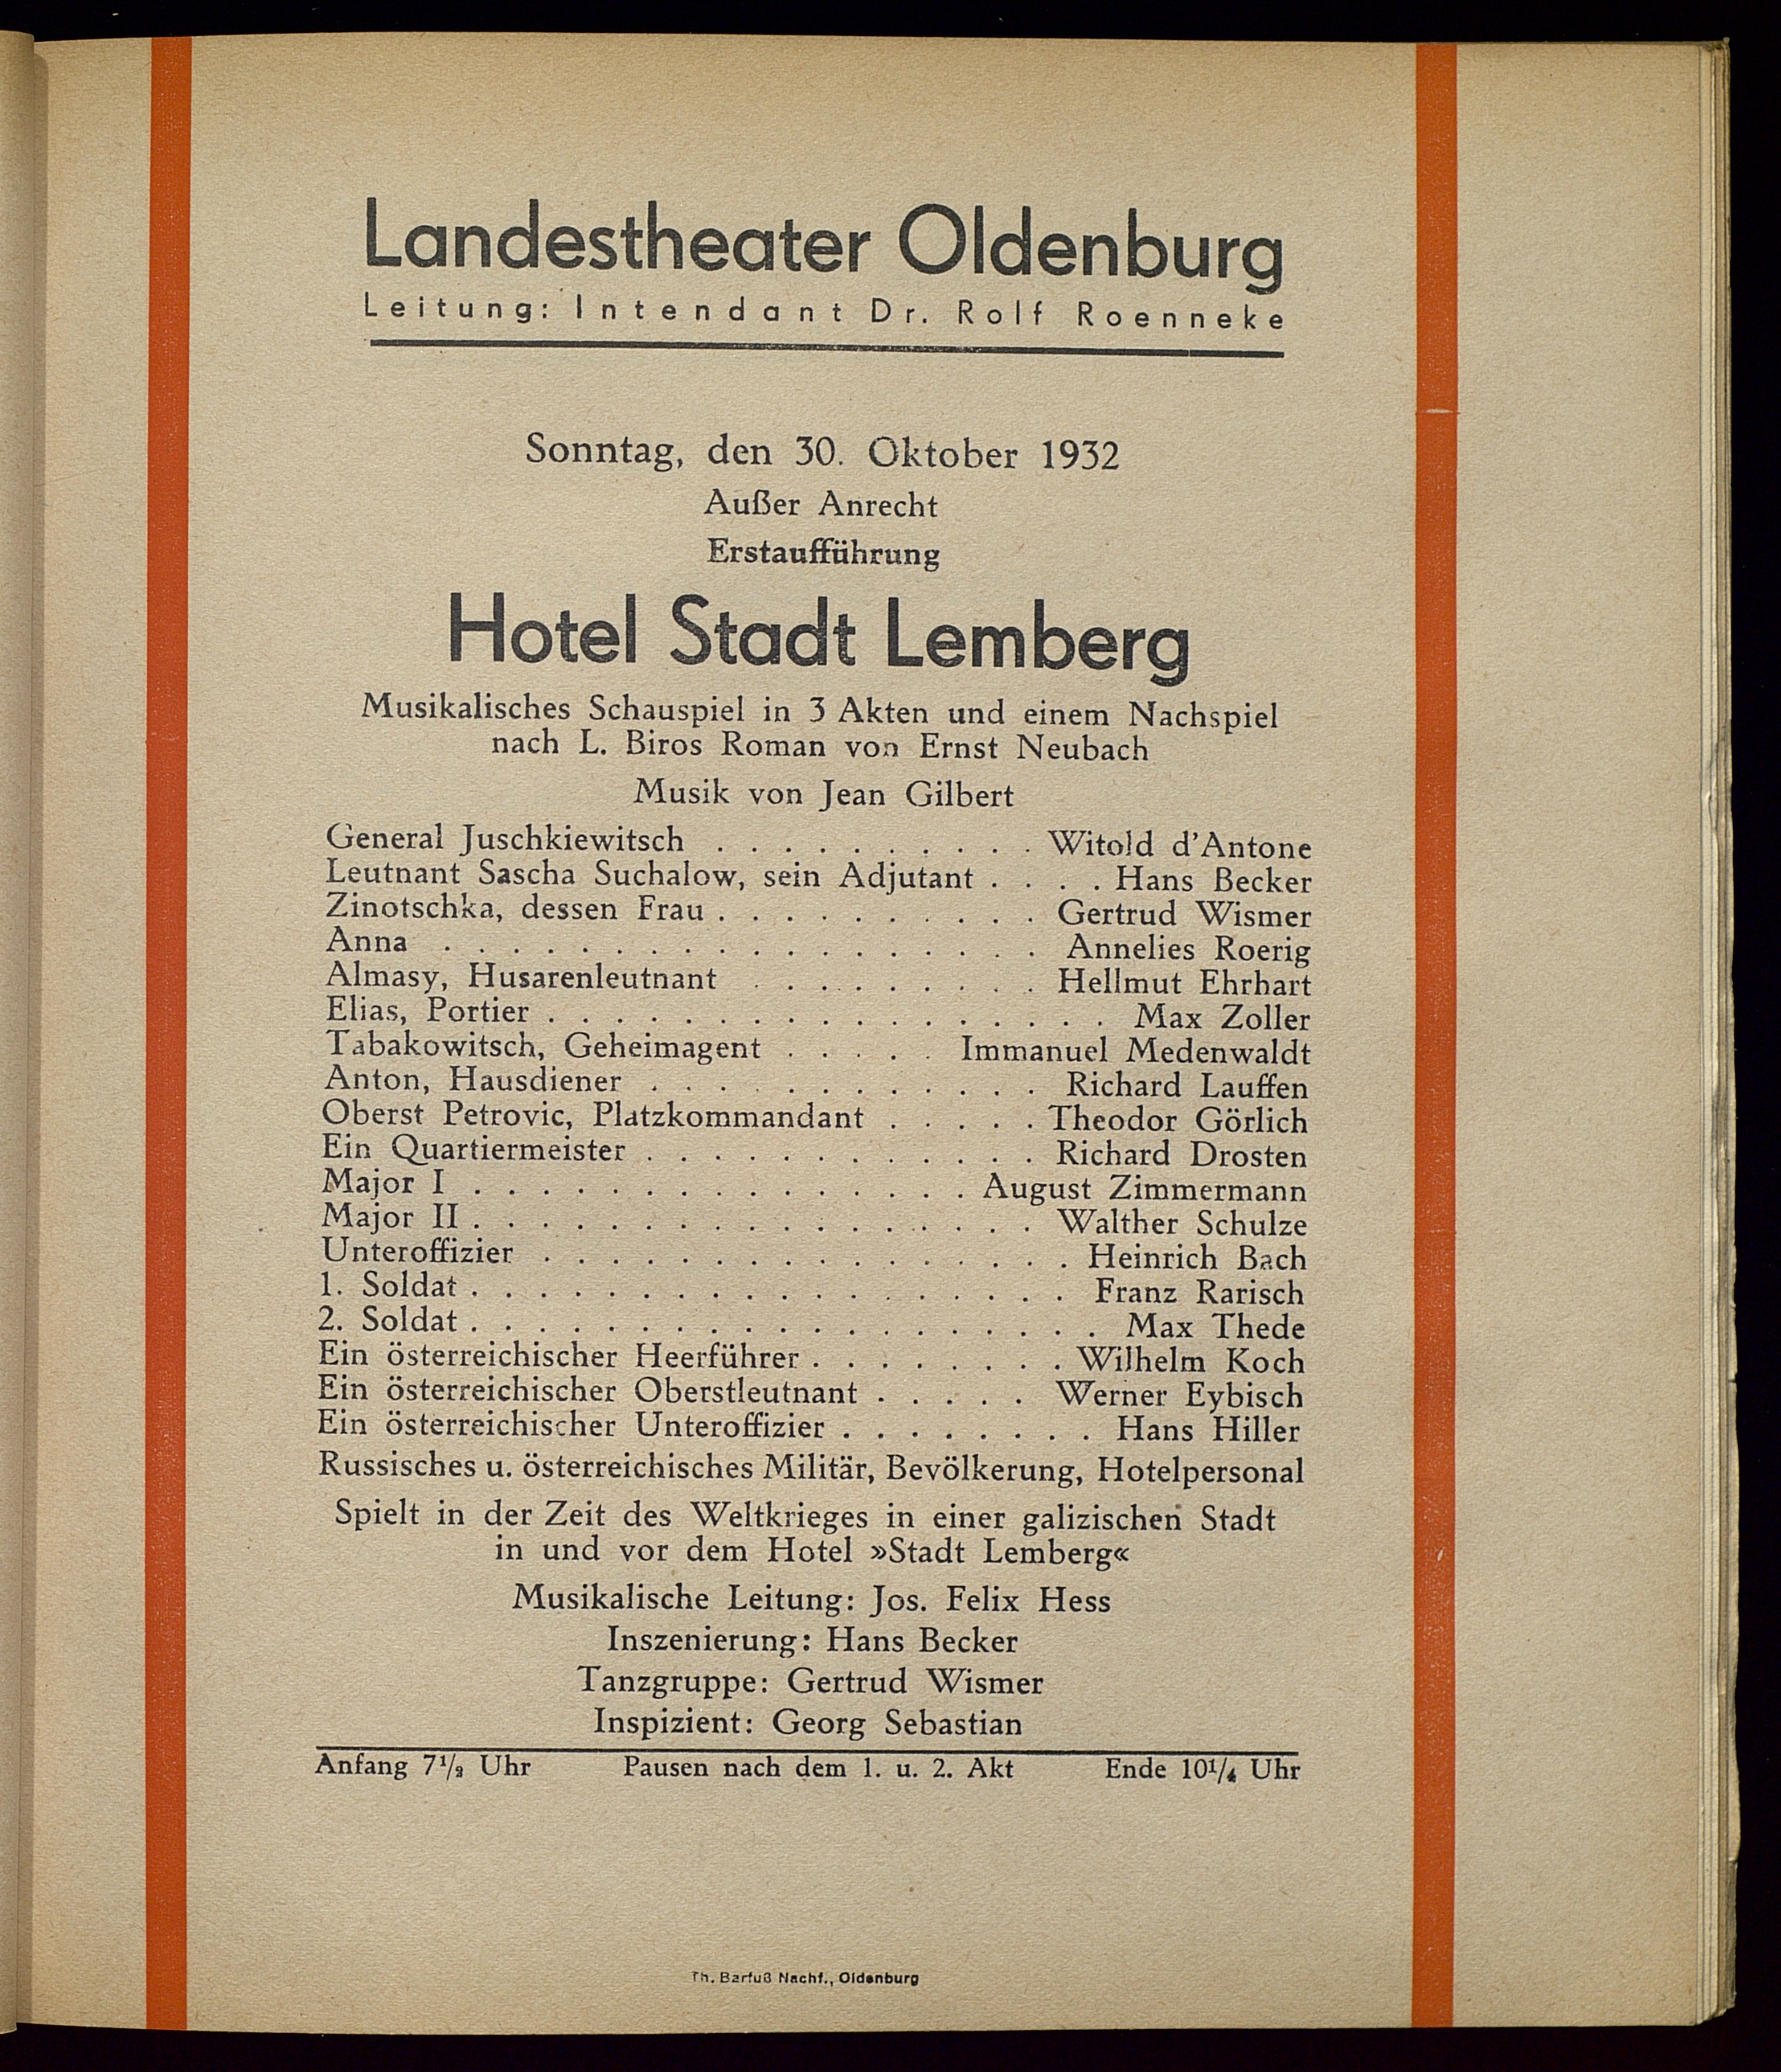 Landestheater Oldenburg
Leitung: Intendant Dr. Rolf Roenneke
Sonntag, den 30. Oktober 1932
Außer Anrecht
Erstaufführung
Hotel Stadt Lemberg
Musikalisches Schauspiel in 3 Akten und einem Nachspiel
nach L. Biros Roman von Ernst Neubach
Musik von Jean Gilbert
General Juschkiewitsch . . . . . . . . . . Witold d'Antone
Leutnant Sascha Suchalow, sein Adjutant . . . . Hans Becker
Zinotschka, dessen Frau . . . . . . . . . . Gertrud Wismer
Anna . . . . . . . . . . . . . . . . . . Annelies Roerig
Almasy, Husarenleutnant . . . . . . . . . Hellmut Ehrhart
Elias, Portier . . . . . . . . . . . . . . . . . Max Zoller
Tabakowitsch, Geheimagent . . . . . Immanuel Medenwaldt
Anton, Hausdiener . . . . . . . . . . . . Richard Lauffen
Oberst Petrovic, Platzkommandant . . . . . Theodor Görlich
Ein Quartiermeister . . . . . . . . . . . . Richard Drosten
Major I . . . . . . . . . . . . . . . August Zimmermann
Major II . . . . . . . . . . . . . . . . . Walther Schulze
Unteroffizier . . . . . . . . . . . . . . . . Heinrich Bach
1. Soldat . . . . . . . . . . . . . . . . . . Franz Rarisch
2. Soldat . . . . . . . . . . . . . . . . . . . Max Thede
Ein österreichischer Heerführer . . . . . . . . Wilhelm Koch
Ein österreichischer Oberstleutnant . . . . . Werner Eybisch
Ein österreichischer Unteroffizier . . . . . . . . Hans Hiller
Russisches u. österreichisches Militär, Bevölkerung, Hotelpersonal
Spielt in der Zeit des Weltkrieges in einer galizischen Stadt
in und vor dem Hotel »Stadt Lemberg«
Musikalische Leitung: Jos. Felix Hess
Inszenierung: Hans Becker
Tanzgruppe: Gertrud Wismer
Inspizient: Georg Sebastian
Anfang 7¹/₂ Uhr Pausen nach dem 1. u. 2. Akt Ende 10¹/₄ Uhr
Th. Barfuß Nachf., Oldenburg